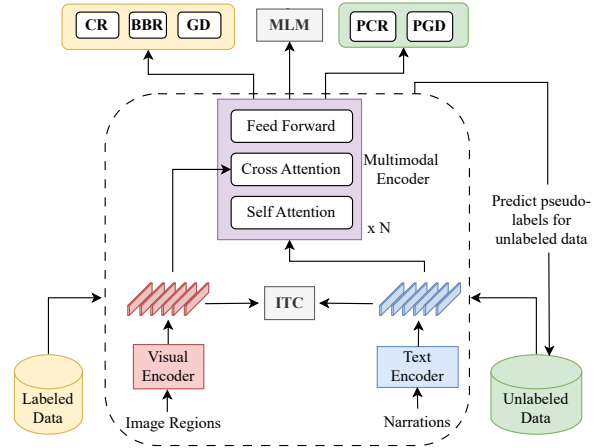 CR BBR GD
MLM
PCR PGD
Feed Forward
Cross Attention
Self Attention
Multimodal
Encoder
x N
Predict pseudo-
labels for
unlabeled data
ITC
Visual
Encoder
Text
Encoder
Labeled
Data
Image Regions
Narrations
Unlabeled
Data